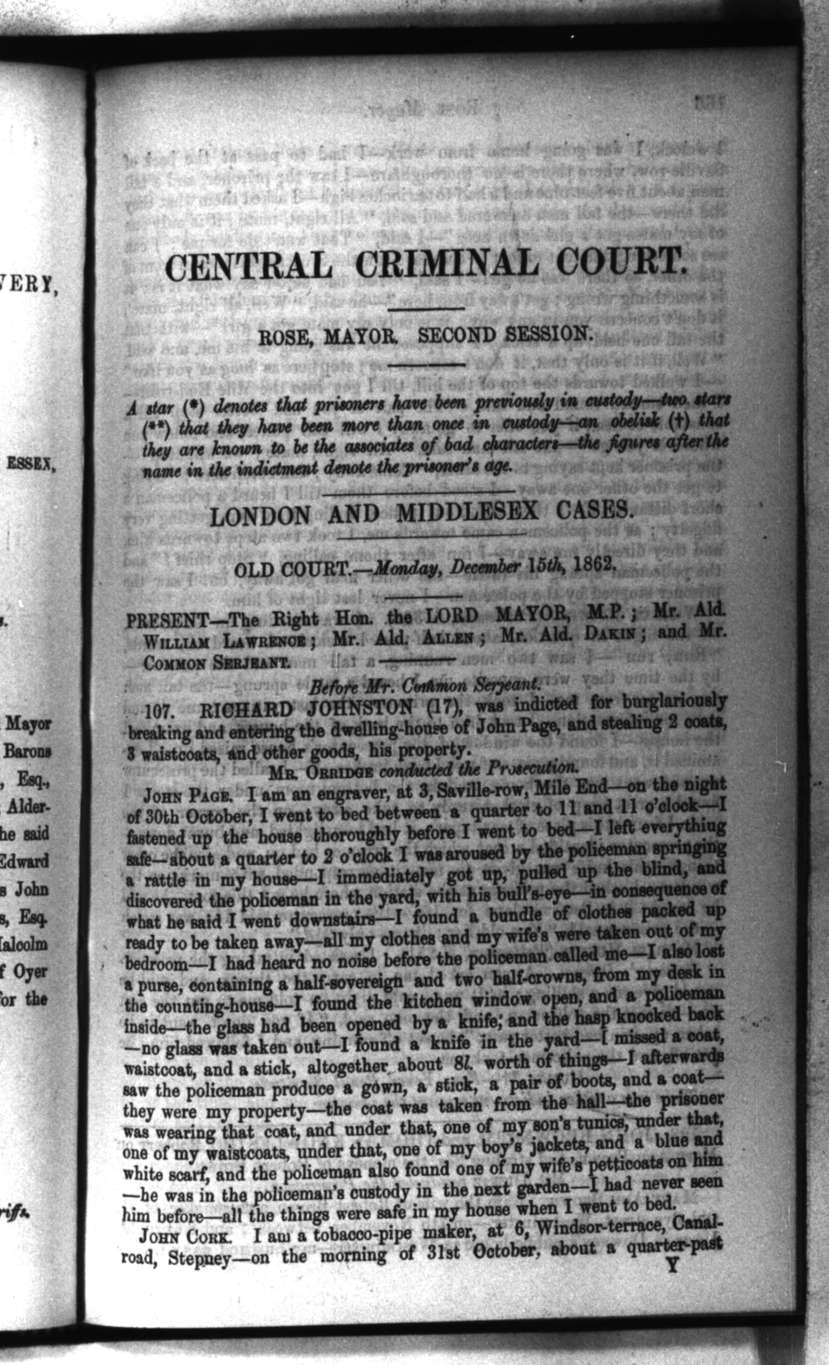 VERY,
ESSEX,
s.
Mayor
Barons
, Esq.,
Alder-
he said
Edward
s John
s, Esq.
Malcolm
f Oyer
for the
riffs.
CENTRAL CRIMINAL COURT.
ROSE, MAYOR. SECOND SESSION.
A star (*) denotes that prisoners have been previously in custody—two stars
(**) that they have been more than once in custody—an obelisk (†) that
they are known to be the associates of bad characters—the figures after the
name in the indictment denote the prisoner's age.
LONDON AND MIDDLESEX CASES.
OLD COURT.—Monday, December 15th, 1862.
PRESENT—The Right Hon. the LORD MAYOR, M.P.; Mr. Ald.
WILLIAM LAWRENCE; Mr. Ald. ALLEN; Mr. Ald. DAKIN; and Mr.
COMMON SERJEANT.
Before Mr. Common Serjeant.
107. RICHARD JOHNSTON (17), was indicted for burglariously
breaking and entering the dwelling-house of John Page, and stealing 2 coats,
3 waistcoats, and other goods, his property.
MR. ORRIDGE conducted the Prosecution.
JOHN PAGE. I am an engraver, at 3, Saville-row, Mile End—on the night
of 30th October, I went to bed between a quarter to 11 and 11 o'clock—I
fastened up the house thoroughly before I went to bed—I left everything
safe—about a quarter to 2 o'clock I was aroused by the policeman springing
a rattle in my house—I immediately got up, pulled up the blind, and
discovered the policeman in the yard, with his bull's-eye—in consequence of
what he said I went downstairs—I found a bundle of clothes packed up
ready to be taken away—all my clothes and my wife's were taken out of my
bedroom—I had heard no noise before the policeman called me—I also lost
a purse, containing a half-sovereign and two half-crowns, from my desk in
the counting-house—I found the kitchen window open, and a policeman
inside—the glass had been opened by a knife, and the hasp knocked back
—no glass was taken out—I found a knife in the yard—I missed a coat,
waistcoat, and a stick, altogether about 8l. worth of things—I afterwards
saw the policeman produce a gown, a stick, a pair of boots, and a coat—
they were my property—the coat was taken from the hall—the prisoner
was wearing that coat, and under that, one of my son's tunics, under that,
one of my waistcoats, under that, one of my boy's jackets, and a blue and
white scarf, and the policeman also found one of my wife's petticoats on him
—he was in the policeman's custody in the next garden—I had never seen
him before—all the things were safe in my house when I went to bed.
JOHN CORK. I am a tobacco-pipe maker, at 6, Windsor-terrace, Canal-
road, Stepney—on the morning of 31st October, about a quarter-past
Y